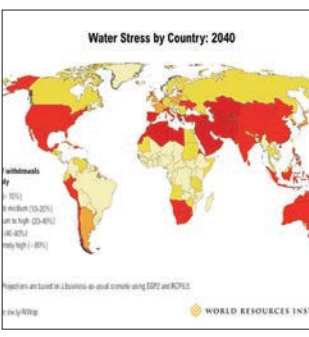 Water Stress by Country: 2040
withdrawals
ly
(< 10%)
medium (10-20%)
um to high (20-40%)
(40-80%)
mely high (> 80%)
Projections are based on a business-as-usual scenario using SSP2 and RCP8.5.
WORLD RESOURCES INS